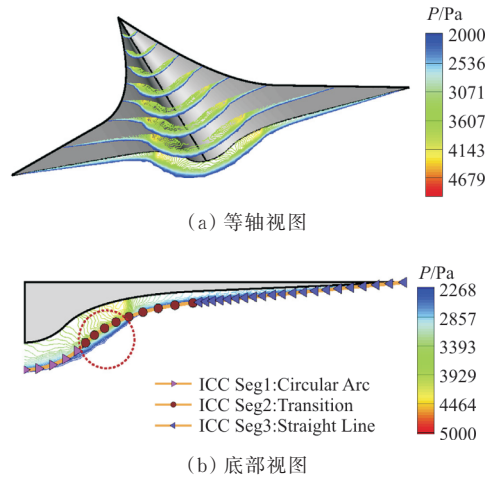 P/Pa
2000
2536
3071
3607
4143
4679
(a) 等轴视图
P/Pa
2268
2857
3393
3929
4464
5000
ICC Seg1:Circular Arc
ICC Seg2:Transition
ICC Seg3:Straight Line
(b) 底部视图